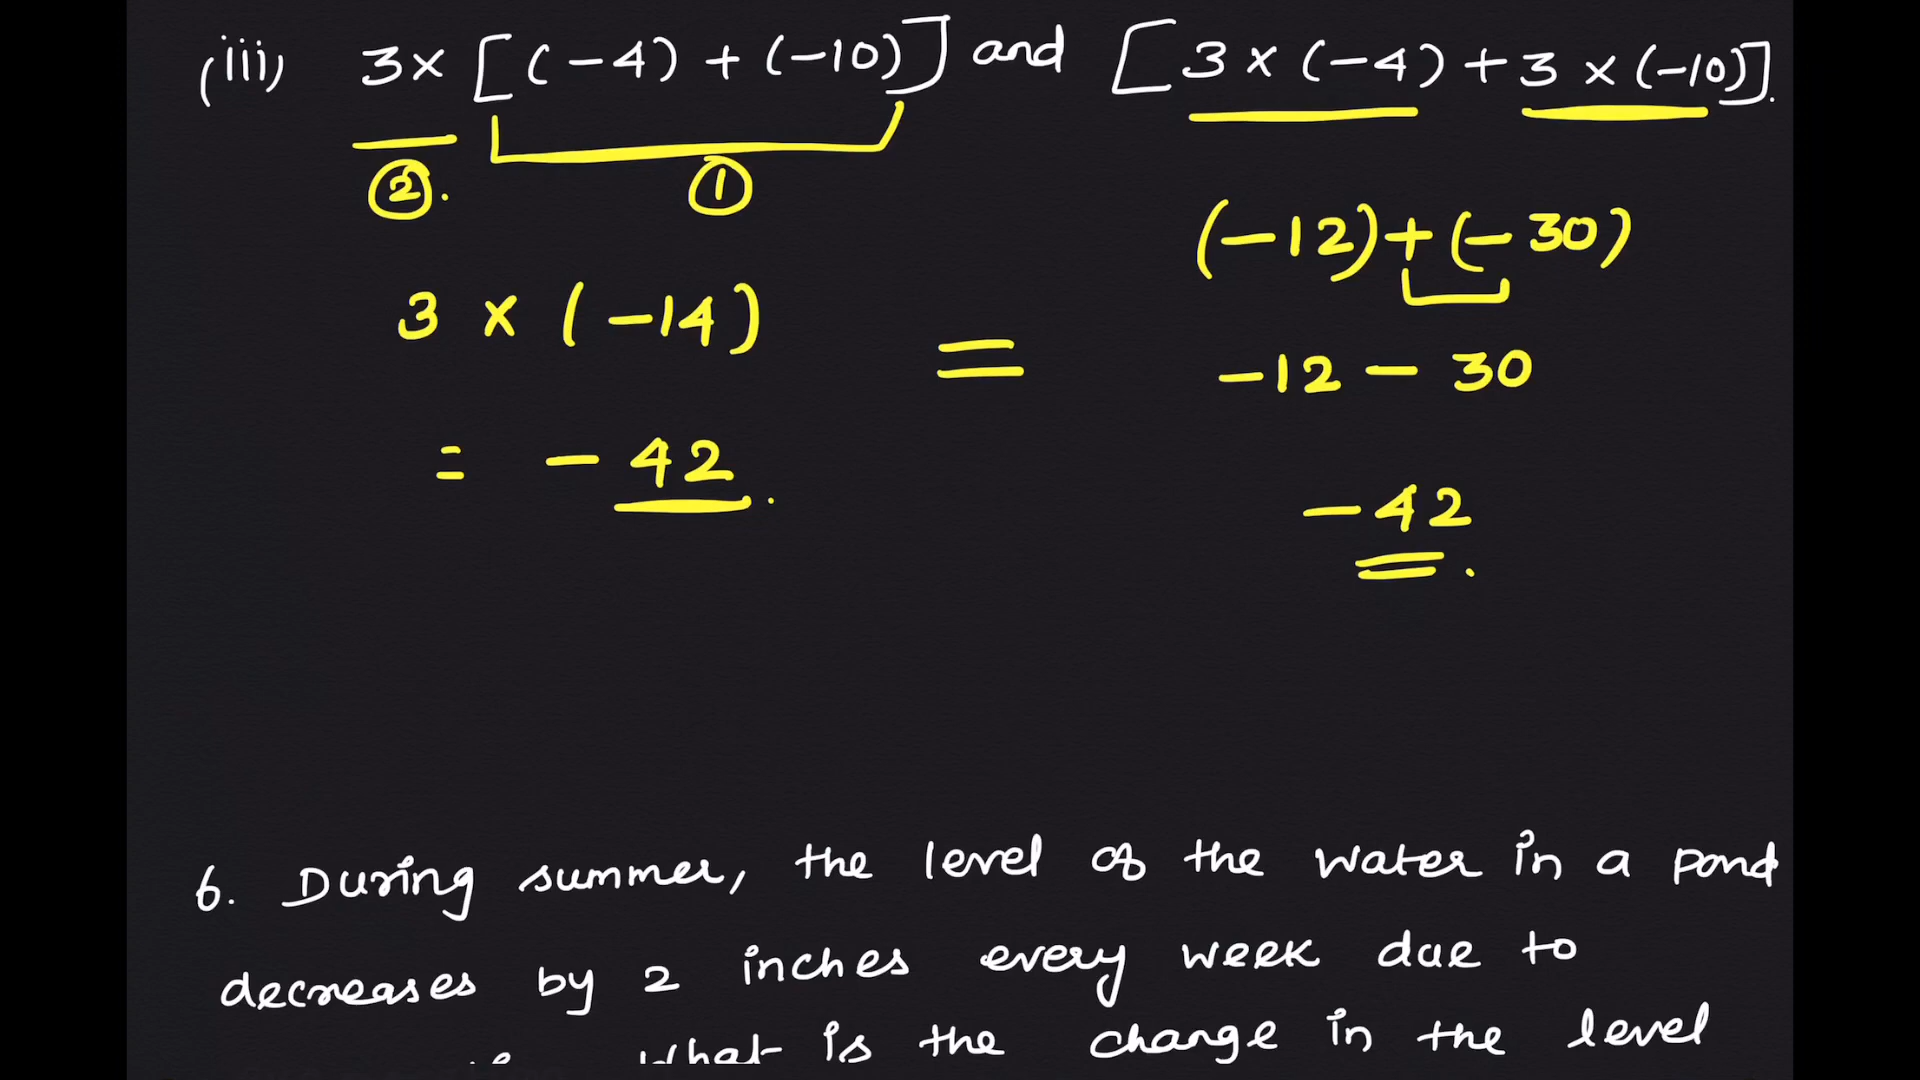 (iii) 3 × [(-4) + (-10)] and [3 × (-4) + 3 × (-10)].
② . ①
(-12) + (-30)
3 × (-14)
= -12 - 30
= -42.
-42.
6. During summer, the level of the water in a pond
decreases by 2 inches every week due to
What is the change in the level